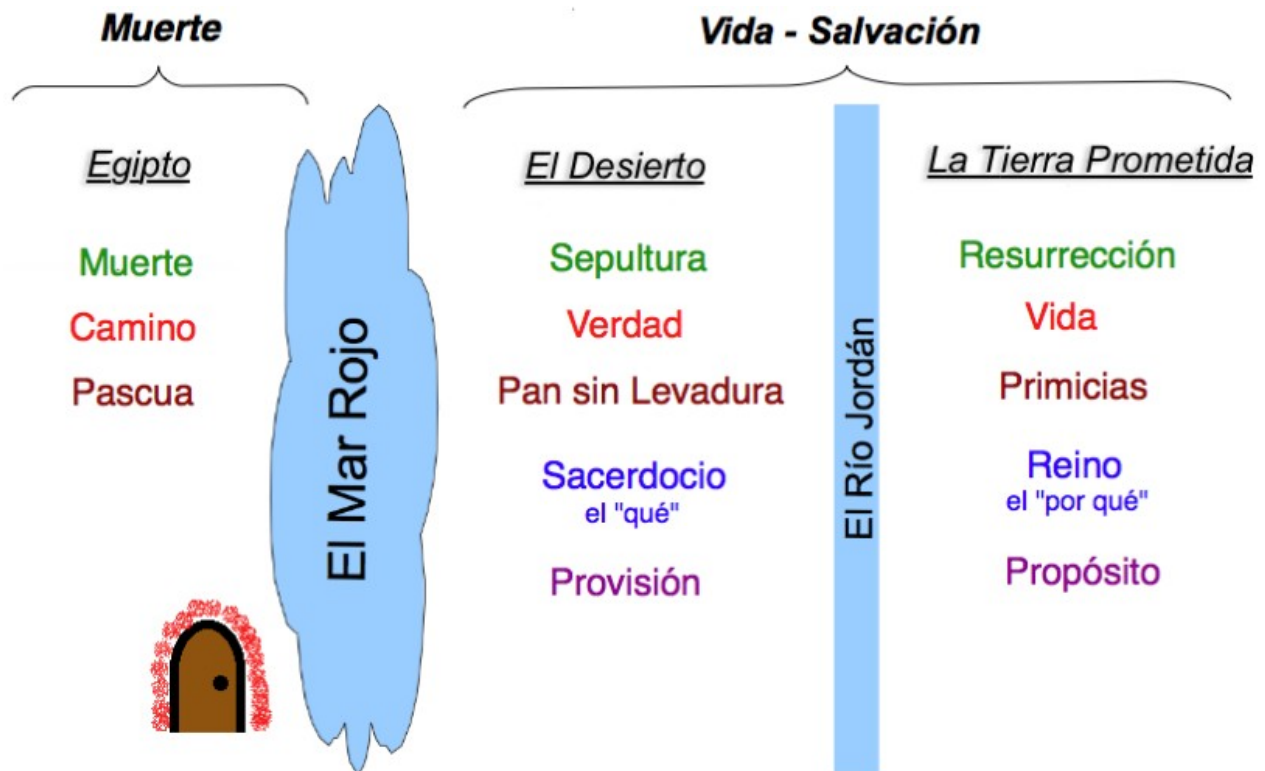 Muerte
Vida - Salvación
Egipto
Muerte
Camino
Pascua
El Mar Rojo
El Desierto
Sepultura
Verdad
Pan sin Levadura
Sacerdocio
el "qué"
Provisión
El Río Jordán
La Tierra Prometida
Resurrección
Vida
Primicias
Reino
el "por qué"
Propósito